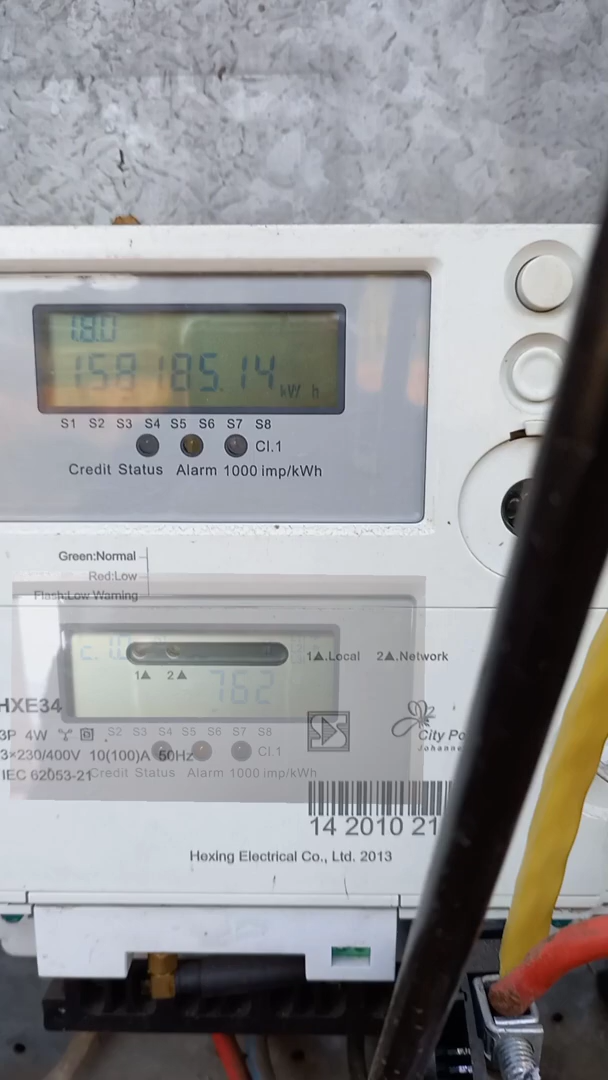 1.8.0
158185.14 kW h
S1 S2 S3 S4 S5 S6 S7 S8
Cl.1
Credit Status Alarm 1000 imp/kWh
Green:Normal
Red:Low
Flash:Low Warning
1▲.Local 2▲.Network
1▲ 2▲
762
HXE34
3P 4W
S2 S3 S4 S5 S6 S7 S8
City Po
Johanne
3×230/400V 10(100)A 50Hz
Cl.1
IEC 62053-21
Credit Status Alarm 1000 imp/kWh
14 2010 21
Hexing Electrical Co., Ltd. 2013